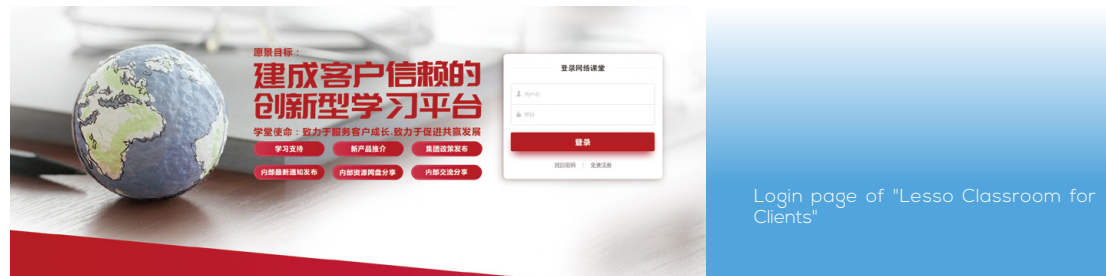 愿景目标：
建成客户信赖的
创新型学习平台
学堂使命：致力于服务客户成长.致力于促进共赢发展
学习支持
新产品推介
集团政策发布
内部最新通知发布
内部资源网盘分享
内部交流分享
登录网络课堂
用户名
密码
登录
找回密码 | 免费注册
Login page of "Lesso Classroom for
Clients"